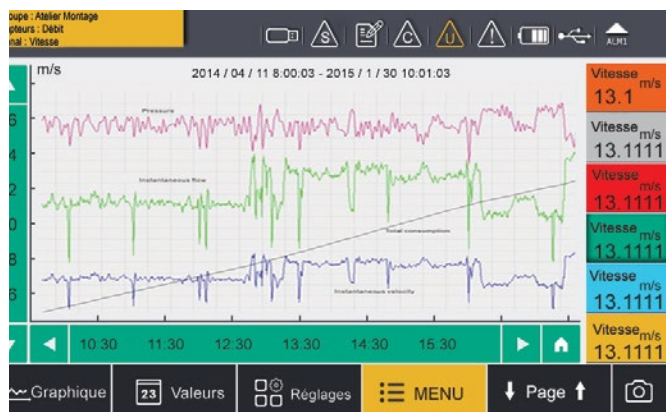 oupe : Atelier Montage
pteurs : Débit
nal : Vitesse
S C U ! ALM1
m/s
2014 / 04 / 11 8:00.03 - 2015 / 1 / 30 10:01:03
Pressure
Instantaneous flow
Total consumption
Instantaneous velocity
6
4
2
0
8
6
Vitesse m/s
13.1
Vitesse m/s
13.1111
Vitesse m/s
13.1111
Vitesse m/s
13.1111
Vitesse m/s
13.1111
Vitesse m/s
13.1111
10:30 11:30 12:30 13:30 14:30 15:30
Graphique 23 Valeurs Réglages MENU Page